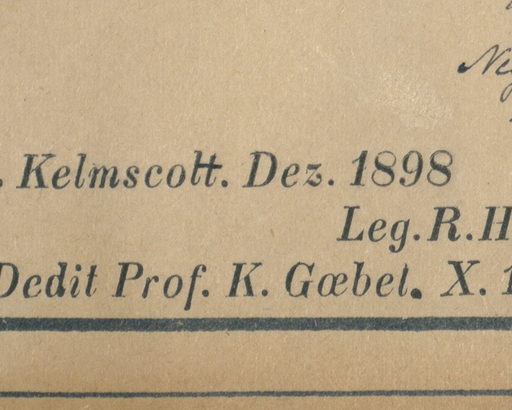 . Kelmscott. Dez. 1898
Leg. R. H
Dedit Prof. K. Gœbel. X. 1